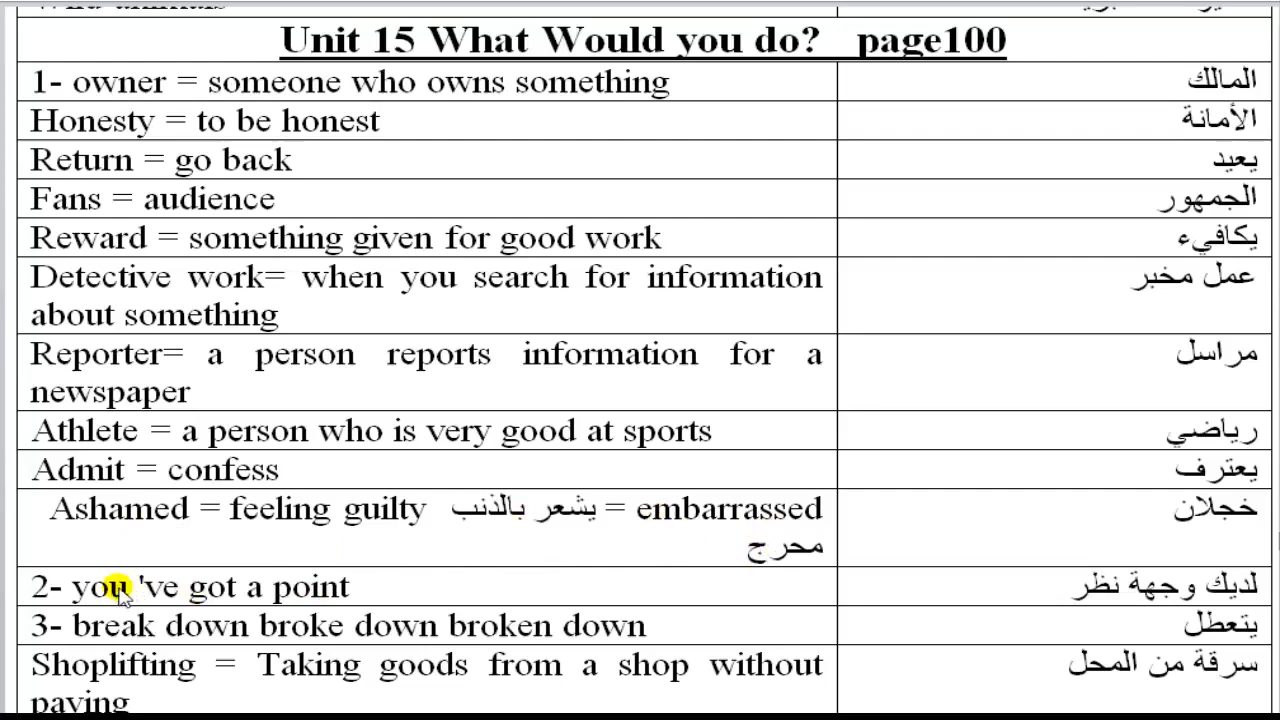 Unit 15 What Would you do? page100
1- owner = someone who owns something المالك
Honesty = to be honest الأمانة
Return = go back يعيد
Fans = audience الجمهور
Reward = something given for good work يكافيء
Detective work= when you search for information عمل مخبر
about something
Reporter= a person reports information for a مراسل
newspaper
Athlete = a person who is very good at sports رياضي
Admit = confess يعترف
Ashamed = feeling guilty يشعر بالذنب = embarrassed خجلان
محرج
2- you 've got a point لديك وجهة نظر
3- break down broke down broken down يتعطل
Shoplifting = Taking goods from a shop without سرقة من المحل
paying